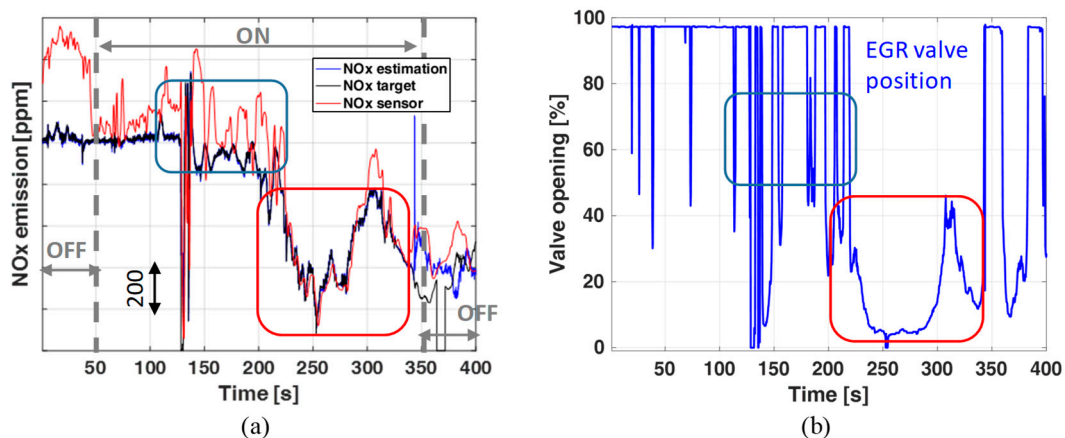 ON
NOx estimation
NOx target
NOx sensor
NOx emission [ppm]
OFF
200
OFF
50 100 150 200 250 300 350 400
Time [s]
(a)
100
80
60
40
20
0
EGR valve
position
Valve opening [%]
50 100 150 200 250 300 350 400
Time [s]
(b)